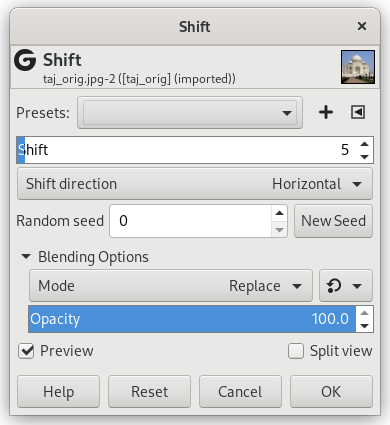 Shift
Shift
taj_orig.jpg-2 ([taj_orig] (imported))
Presets:
Shift 5
Shift direction Horizontal
Random seed 0 New Seed
Blending Options
Mode Replace
Opacity 100.0
Preview Split view
Help Reset Cancel OK